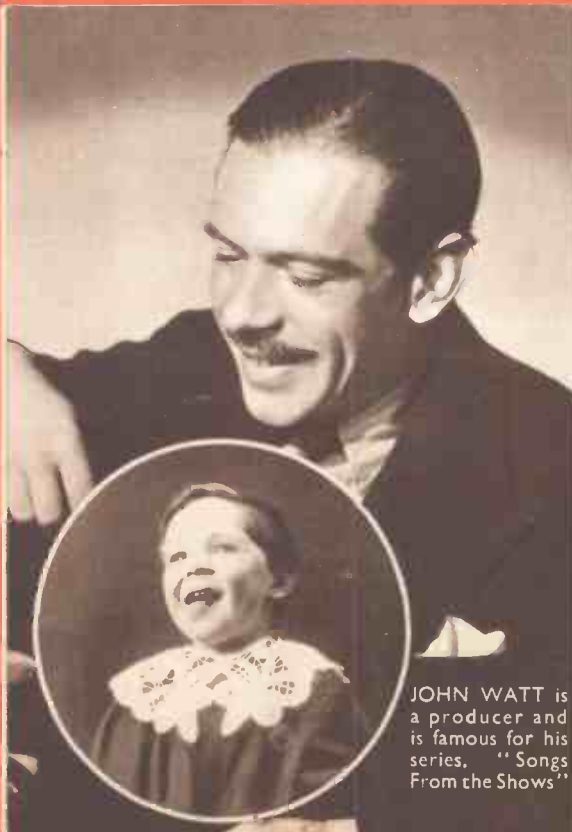 JOHN WATT is
a producer and
is famous for his
series, "Songs
From the Shows"